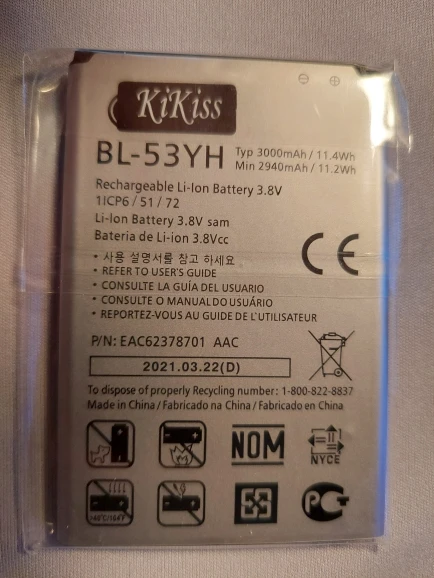 KiKiss
BL-53YH Typ 3000mAh / 11.4Wh
Min 2940mAh / 11.2Wh
Rechargeable Li-Ion Battery 3.8V
1ICP6 / 51 / 72
Li-Ion Battery 3.8V sam
Bateria de Li-ion 3.8Vcc
• 사용 설명서를 참고 하세요
• REFER TO USER'S GUIDE
• CONSULTE LA GUÍA DEL USUARIO
• CONSULTE O MANUAL DO USUÁRIO
• REPORTEZ-VOUS AU GUIDE DE L'UTILISATEUR
CE
P/N: EAC62378701 AAC
2021.03.22(D)
To dispose of properly Recycling number : 1-800-822-8837
Made in China / Fabricado na China / Fabricado en China
NOM
NYCE
60°C/140°F
PCT